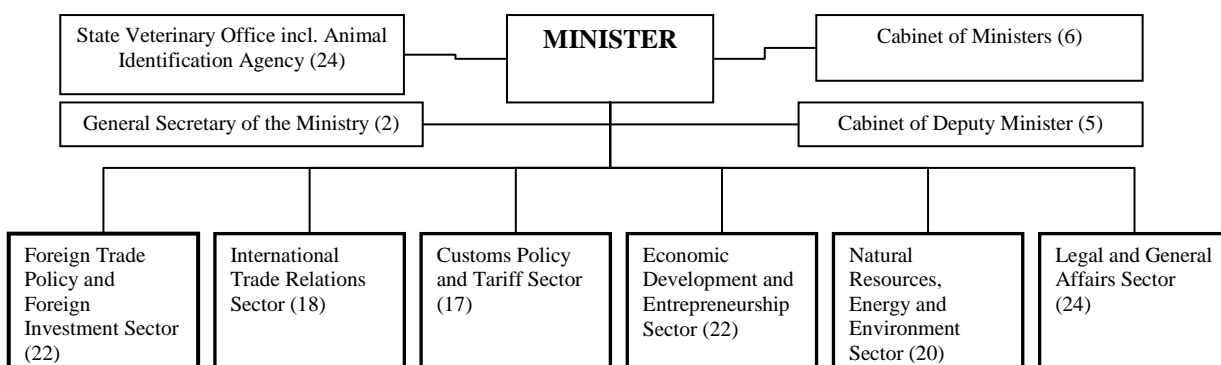 State Veterinary Office incl. Animal
Identification Agency (24)
MINISTER
Cabinet of Ministers (6)
General Secretary of the Ministry (2)
Cabinet of Deputy Minister (5)
Foreign Trade
Policy and
Foreign
Investment Sector
(22)
International
Trade Relations
Sector (18)
Customs Policy
and Tariff Sector
(17)
Economic
Development and
Entrepreneurship
Sector (22)
Natural
Resources,
Energy and
Environment
Sector (20)
Legal and General
Affairs Sector
(24)